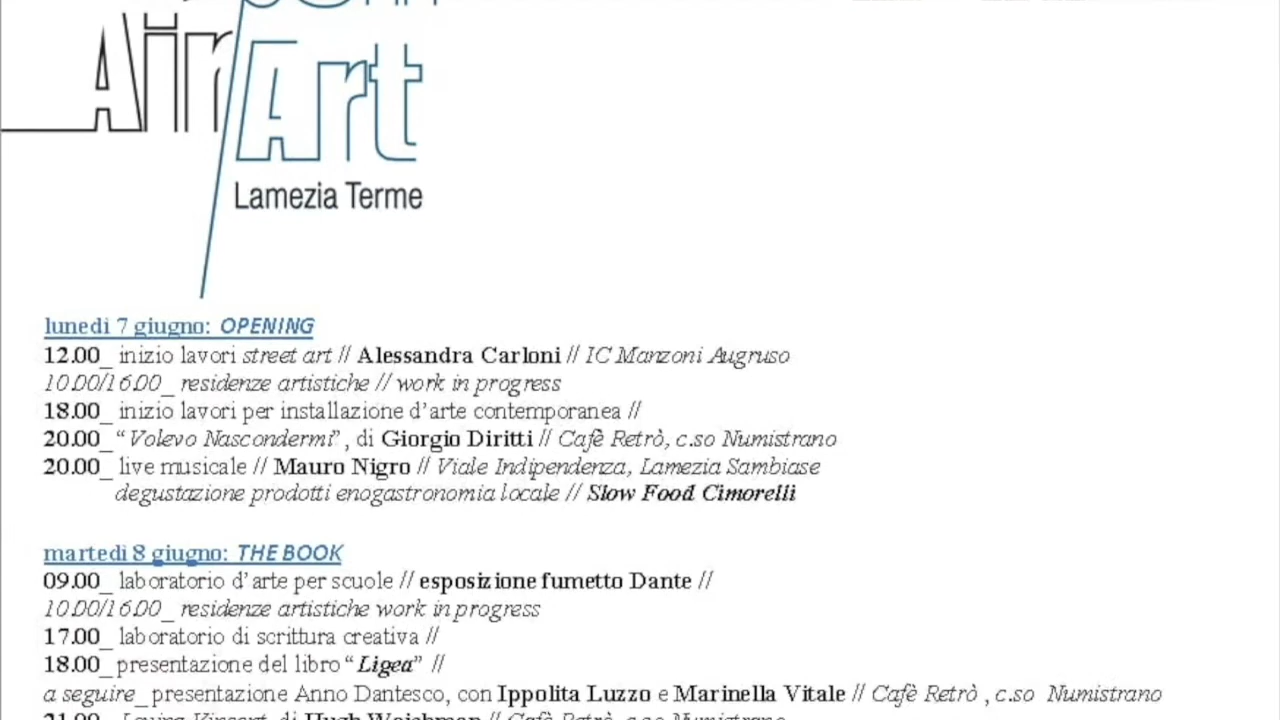 Air
Art
Lamezia Terme
lunedì 7 giugno: OPENING
12.00_ inizio lavori street art // Alessandra Carloni // IC Manzoni Augruso
10.00/16.00_ residenze artistiche // work in progress
18.00_ inizio lavori per installazione d'arte contemporanea //
20.00_ “Volevo Nascondermi”, di Giorgio Diritti // Cafè Retrò, c.so Numistrano
20.00_ live musicale // Mauro Nigro // Viale Indipendenza, Lamezia Sambiase
degustazione prodotti enogastronomia locale // Slow Food Cimorelli
martedì 8 giugno: THE BOOK
09.00_ laboratorio d'arte per scuole // esposizione fumetto Dante //
10.00/16.00_ residenze artistiche work in progress
17.00_ laboratorio di scrittura creativa //
18.00_ presentazione del libro “Ligea” //
a seguire_ presentazione Anno Dantesco, con Ippolita Luzzo e Marinella Vitale // Cafè Retrò , c.so Numistrano